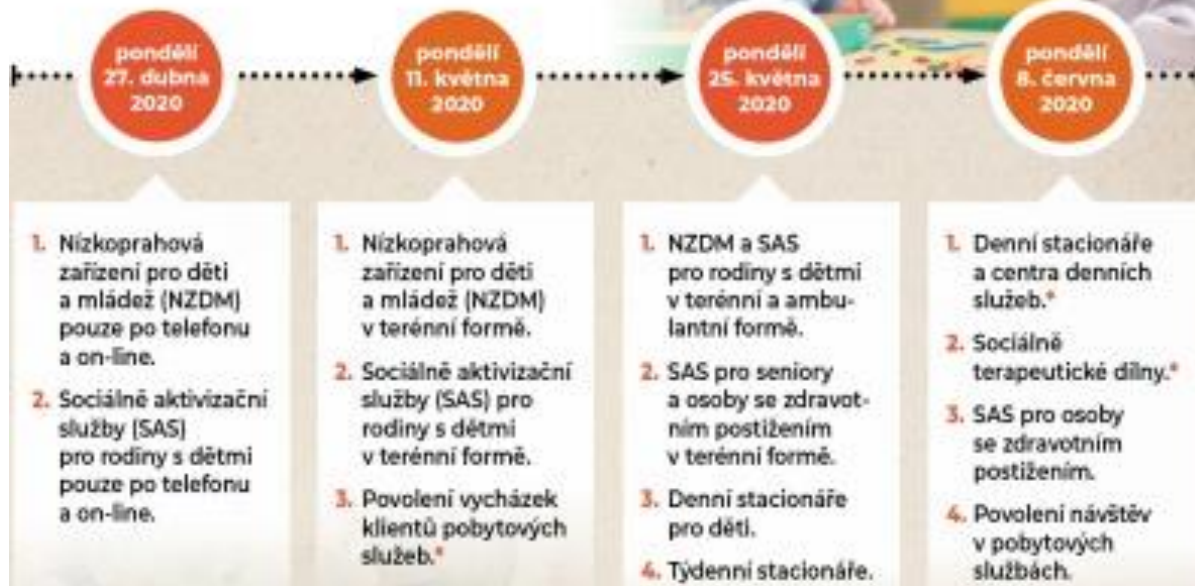 pondělí
27. dubna
2020
pondělí
11. května
2020
pondělí
25. května
2020
pondělí
8. června
2020
1. Nízkoprahová
zařízení pro děti
a mládež (NZDM)
pouze po telefonu
a on-line.
2. Sociálně aktivizační
služby (SAS)
pro rodiny s dětmi
pouze po telefonu
a on-line.
1. Nízkoprahová
zařízení pro děti
a mládež (NZDM)
v terénní formě.
2. Sociálně aktivizační
služby (SAS) pro
rodiny s dětmi
v terénní formě.
3. Povolení vycházek
klientů pobytových
služeb.*
1. NZDM a SAS
pro rodiny s dětmi
v terénní a ambu-
lantní formě.
2. SAS pro seniory
a osoby se zdravot-
ním postižením
v terénní formě.
3. Denní stacionáře
pro děti.
4. Týdenní stacionáře.
1. Denní stacionáře
a centra denních
služeb.*
2. Sociálně
terapeutické dílny.*
3. SAS pro osoby
se zdravotním
postižením.
4. Povolení návštěv
v pobytových
službách.